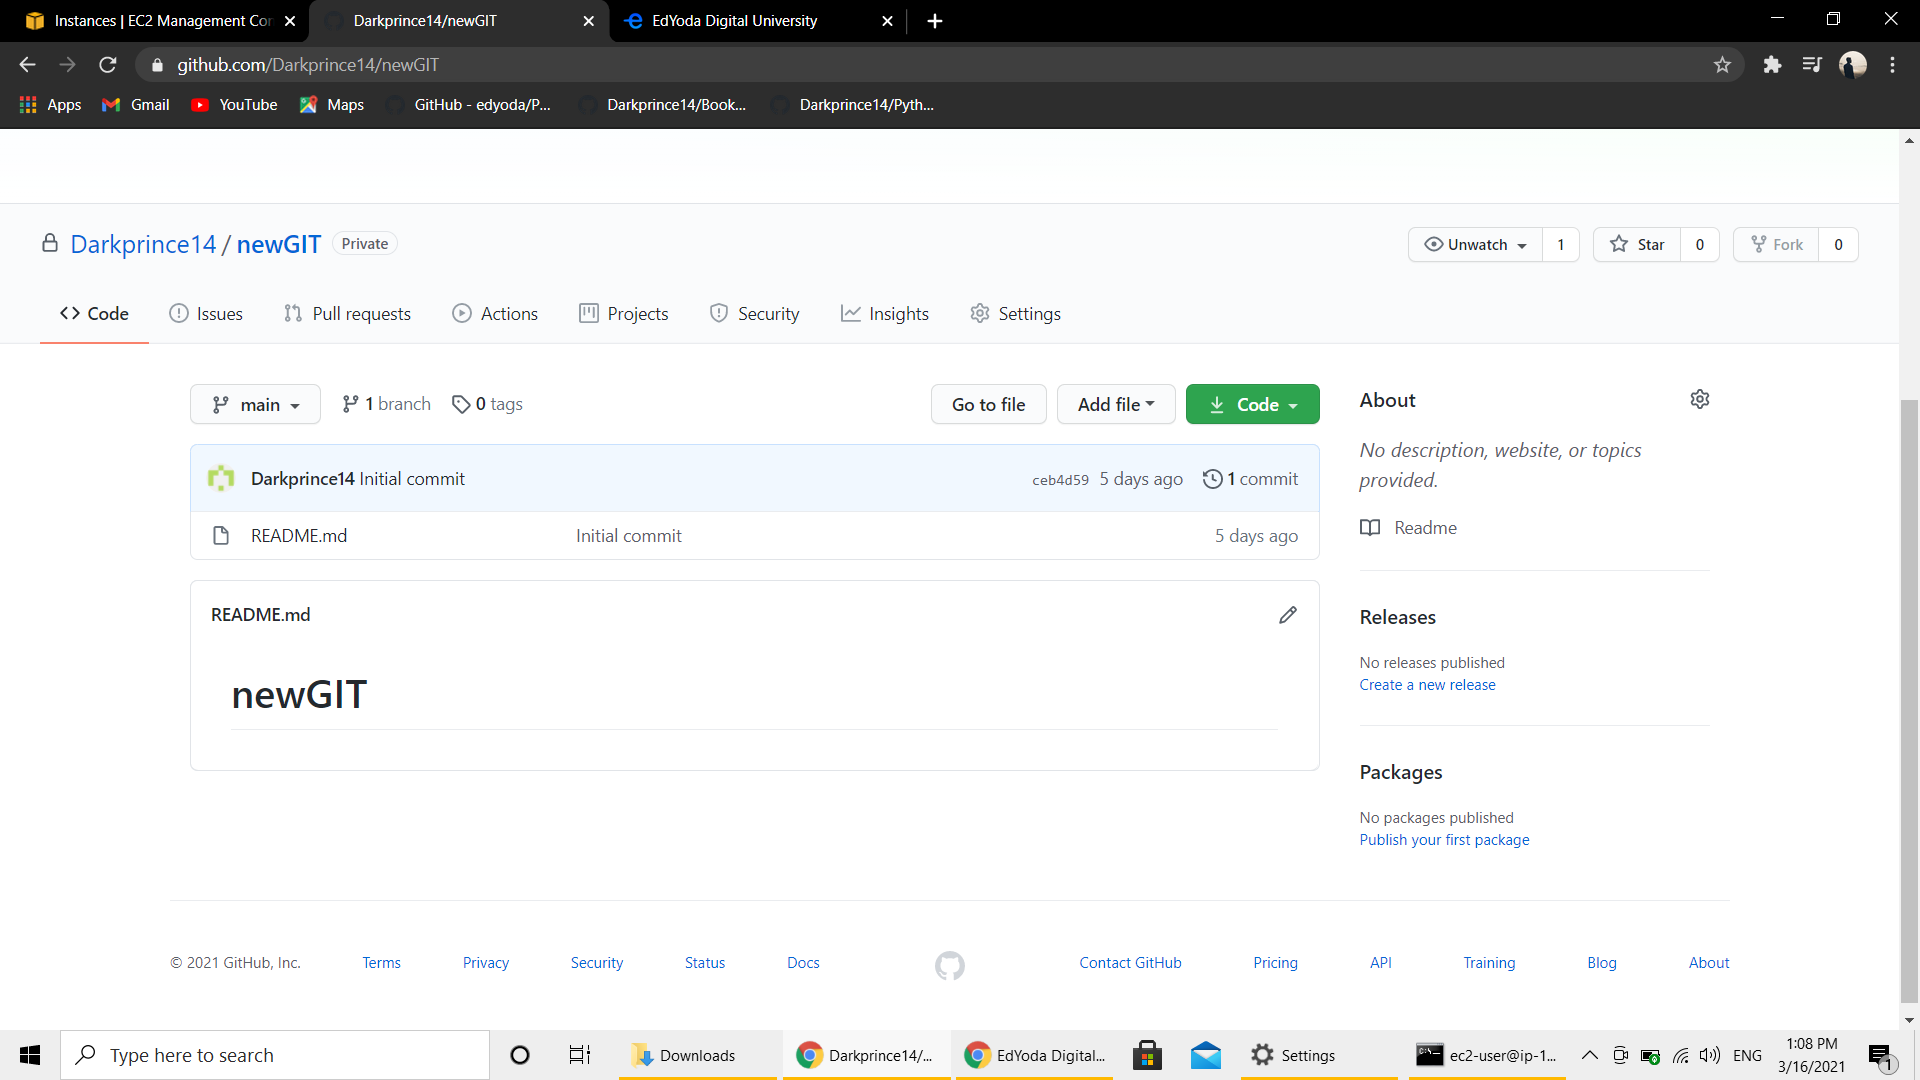 Instances | EC2 Management Con
Darkprince14/newGIT
EdYoda Digital University
github.com/Darkprince14/newGIT
Apps
Gmail
YouTube
Maps
GitHub - edyoda/P...
Darkprince14/Book...
Darkprince14/Pyth...
Darkprince14 / newGIT Private
Unwatch 1
Star 0
Fork 0
Code
Issues
Pull requests
Actions
Projects
Security
Insights
Settings
main
1 branch
0 tags
Go to file
Add file
Code
About
No description, website, or topics
provided.
Readme
Darkprince14 Initial commit
ceb4d59 5 days ago
1 commit
README.md Initial commit 5 days ago
README.md
newGIT
Releases
No releases published
Create a new release
Packages
No packages published
Publish your first package
© 2021 GitHub, Inc.
Terms
Privacy
Security
Status
Docs
Contact GitHub
Pricing
API
Training
Blog
About
Type here to search
Downloads
Darkprince14/...
EdYoda Digital...
Settings
C:\.
ec2-user@ip-1...
ENG
1:08 PM
3/16/2021
1